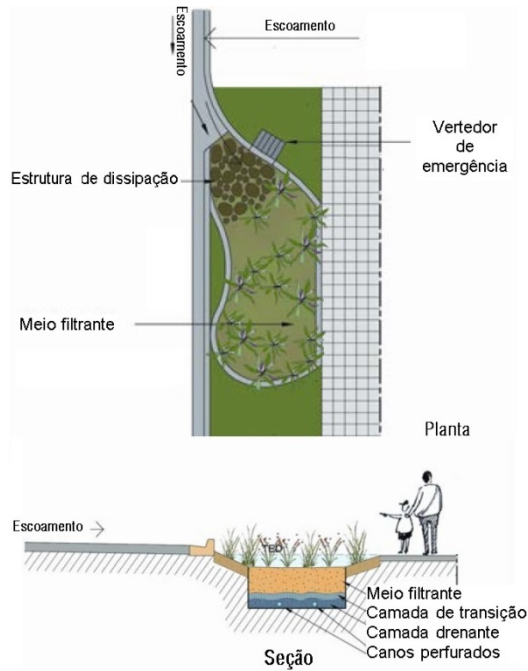 Escoamento
Escoamento
Vertedor
de
emergência
Estrutura de dissipação
Meio filtrante
Planta
Escoamento
TED
Meio filtrante
Camada de transição
Camada drenante
Canos perfurados
Seção